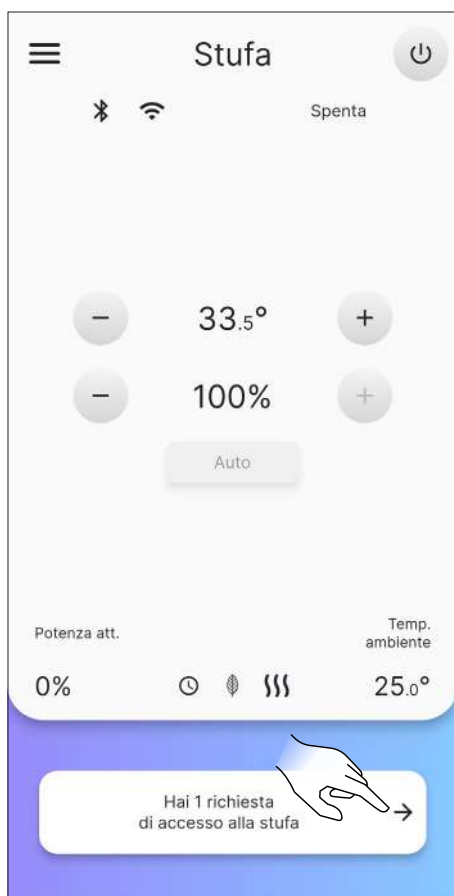 Stufa
Spenta
− 33.5° +
− 100% +
Auto
Potenza att.
Temp.
ambiente
0%
25.0°
Hai 1 richiesta
di accesso alla stufa